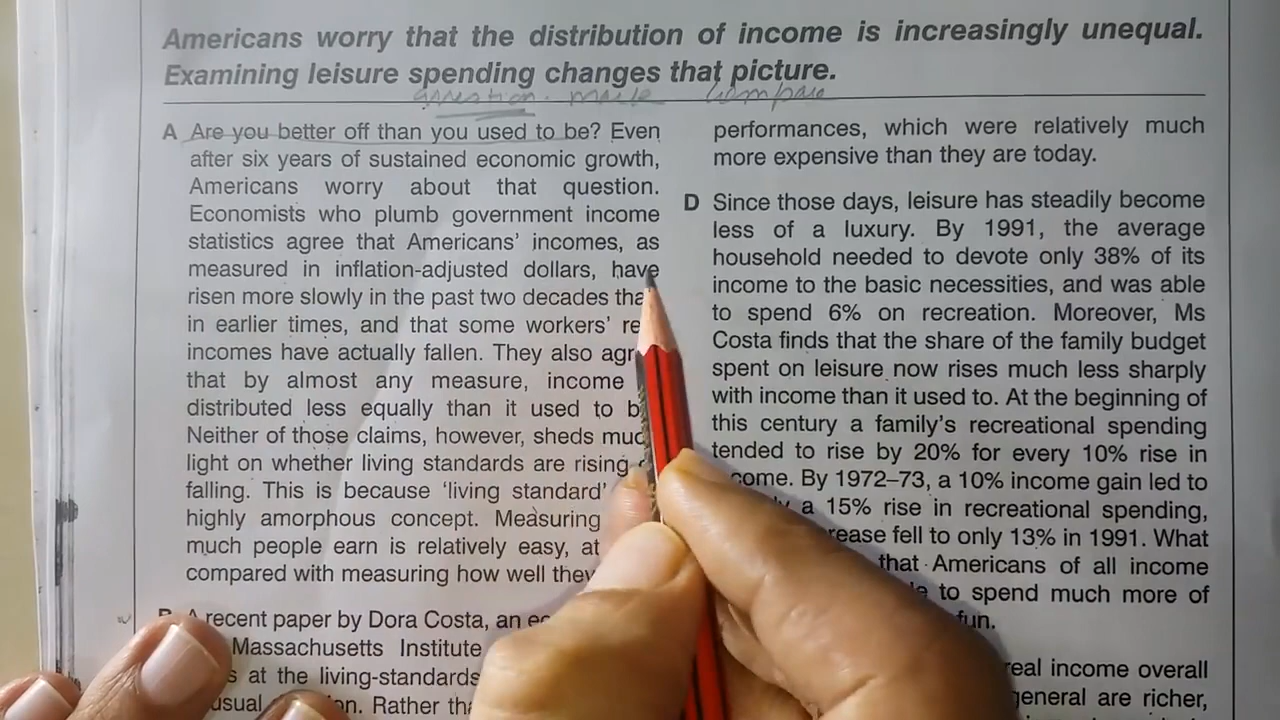 Americans worry that the distribution of income is increasingly unequal.
Examining leisure spending changes that picture.
question. mark compare
A Are you better off than you used to be? Even
after six years of sustained economic growth,
Americans worry about that question.
Economists who plumb government income
statistics agree that Americans' incomes, as
measured in inflation-adjusted dollars, have
risen more slowly in the past two decades
in earlier times, and that some workers'
incomes have actually fallen. They also
that by almost any measure, income
distributed less equally than it used to
Neither of those claims, however, sheds
light on whether living standards are rising
falling. This is because 'living standard'
highly amorphous concept. Measuring
much people earn is relatively easy, at
compared with measuring how well they
A recent paper by Dora Costa, an
Massachusetts Institute
at the living-standards
Rather
performances, which were relatively much
more expensive than they are today.
D Since those days, leisure has steadily become
less of a luxury. By 1991, the average
household needed to devote only 38% of its
income to the basic necessities, and was able
to spend 6% on recreation. Moreover, Ms
Costa finds that the share of the family budget
spent on leisure now rises much less sharply
with income than it used to. At the beginning of
this century a family's recreational spending
tended to rise by 20% for every 10% rise in
By 1972–73, a 10% income gain led to
a 15% rise in recreational spending,
fell to only 13% in 1991. What
that Americans of all income
to spend much more of
fun.
real income overall
general are richer,